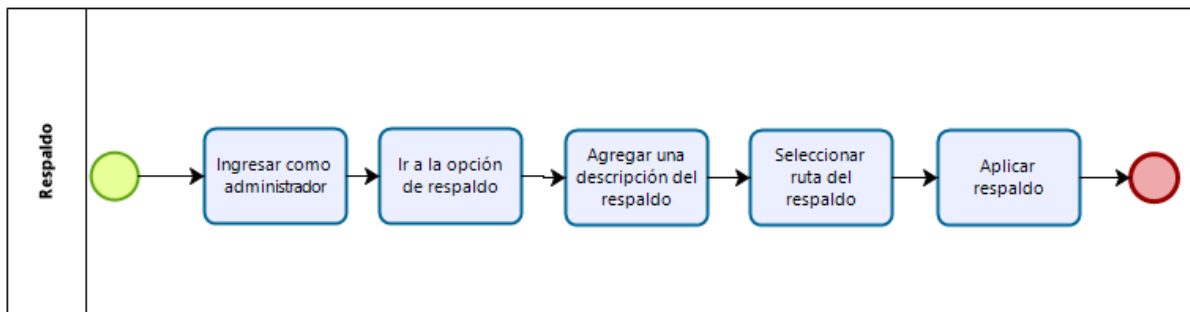 Respaldo
Ingresar como
administrador
Ir a la opción
de respaldo
Agregar una
descripción del
respaldo
Seleccionar
ruta del
respaldo
Aplicar
respaldo